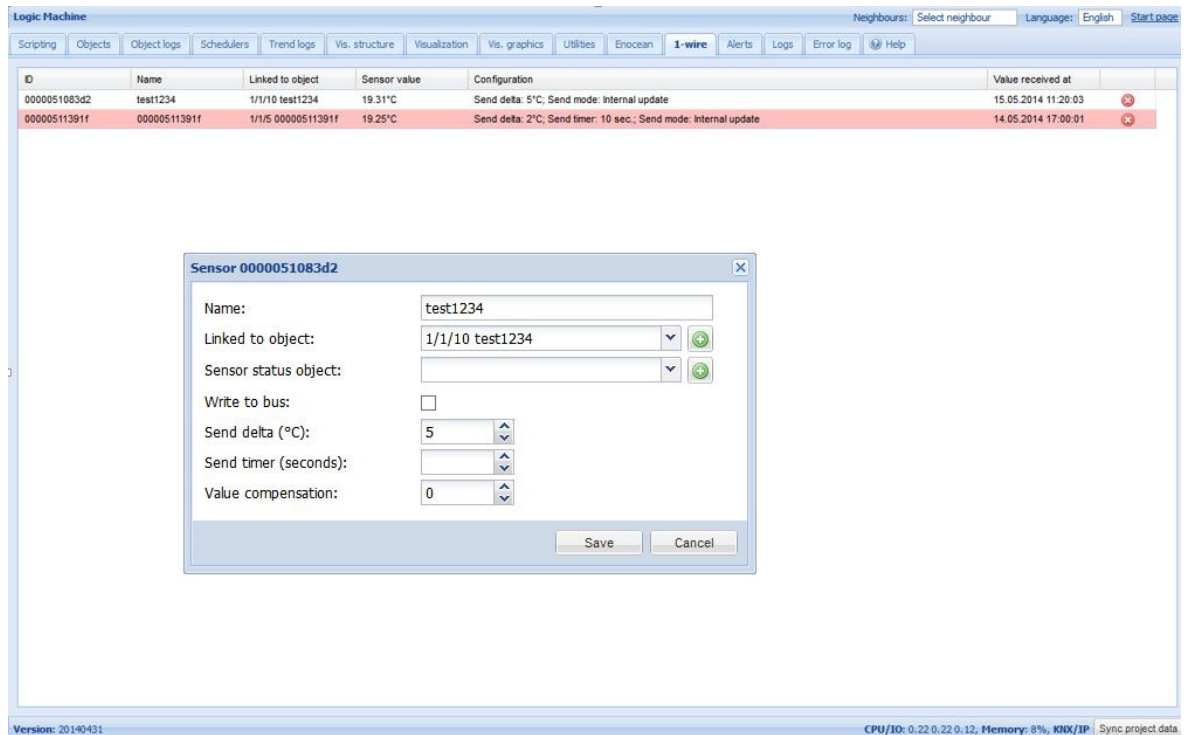 Logic Machine Neighbours: Select neighbour Language: English Start page
Scripting Objects Object logs Schedulers Trend logs Vis. structure Visualization Vis. graphics Utilities Enocean 1-wire Alerts Logs Error log Help
ID Name Linked to object Sensor value Configuration Value received at
0000051083d2 test1234 1/1/10 test1234 19.31°C Send delta: 5°C; Send mode: Internal update 15.05.2014 11:20:03
00000511391f 00000511391f 1/1/5 00000511391f 19.25°C Send delta: 2°C; Send timer: 10 sec.; Send mode: Internal update 14.05.2014 17:00:01
Sensor 0000051083d2
Name: test1234
Linked to object: 1/1/10 test1234
Sensor status object:
Write to bus:
Send delta (°C): 5
Send timer (seconds):
Value compensation: 0
Save Cancel
Version: 20140431 CPU/IO: 0.22 0.22 0.12, Memory: 8%, KNX/IP Sync project data